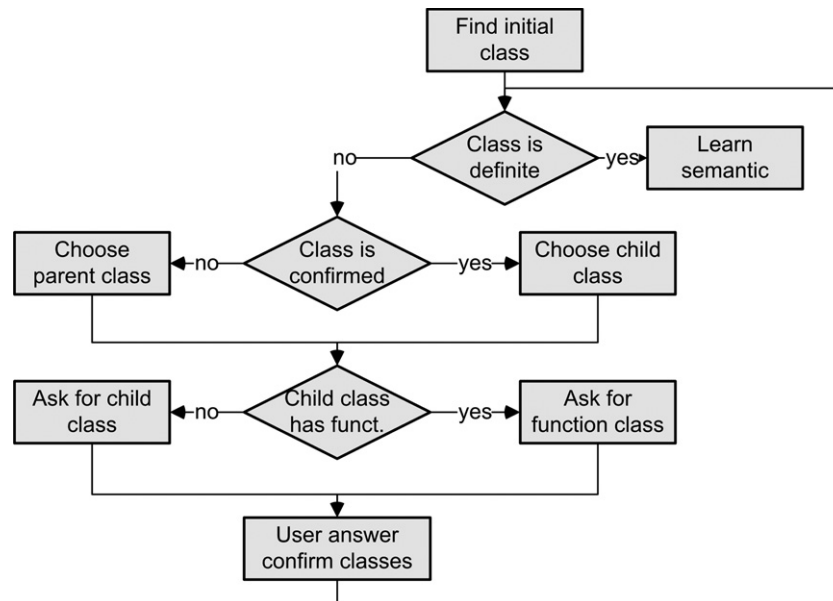 Find initial
class
Class is
definite
yes
Learn
semantic
no
Class is
confirmed
no
Choose
parent class
yes
Choose child
class
Child class
has funct.
no
Ask for child
class
yes
Ask for
function class
User answer
confirm classes